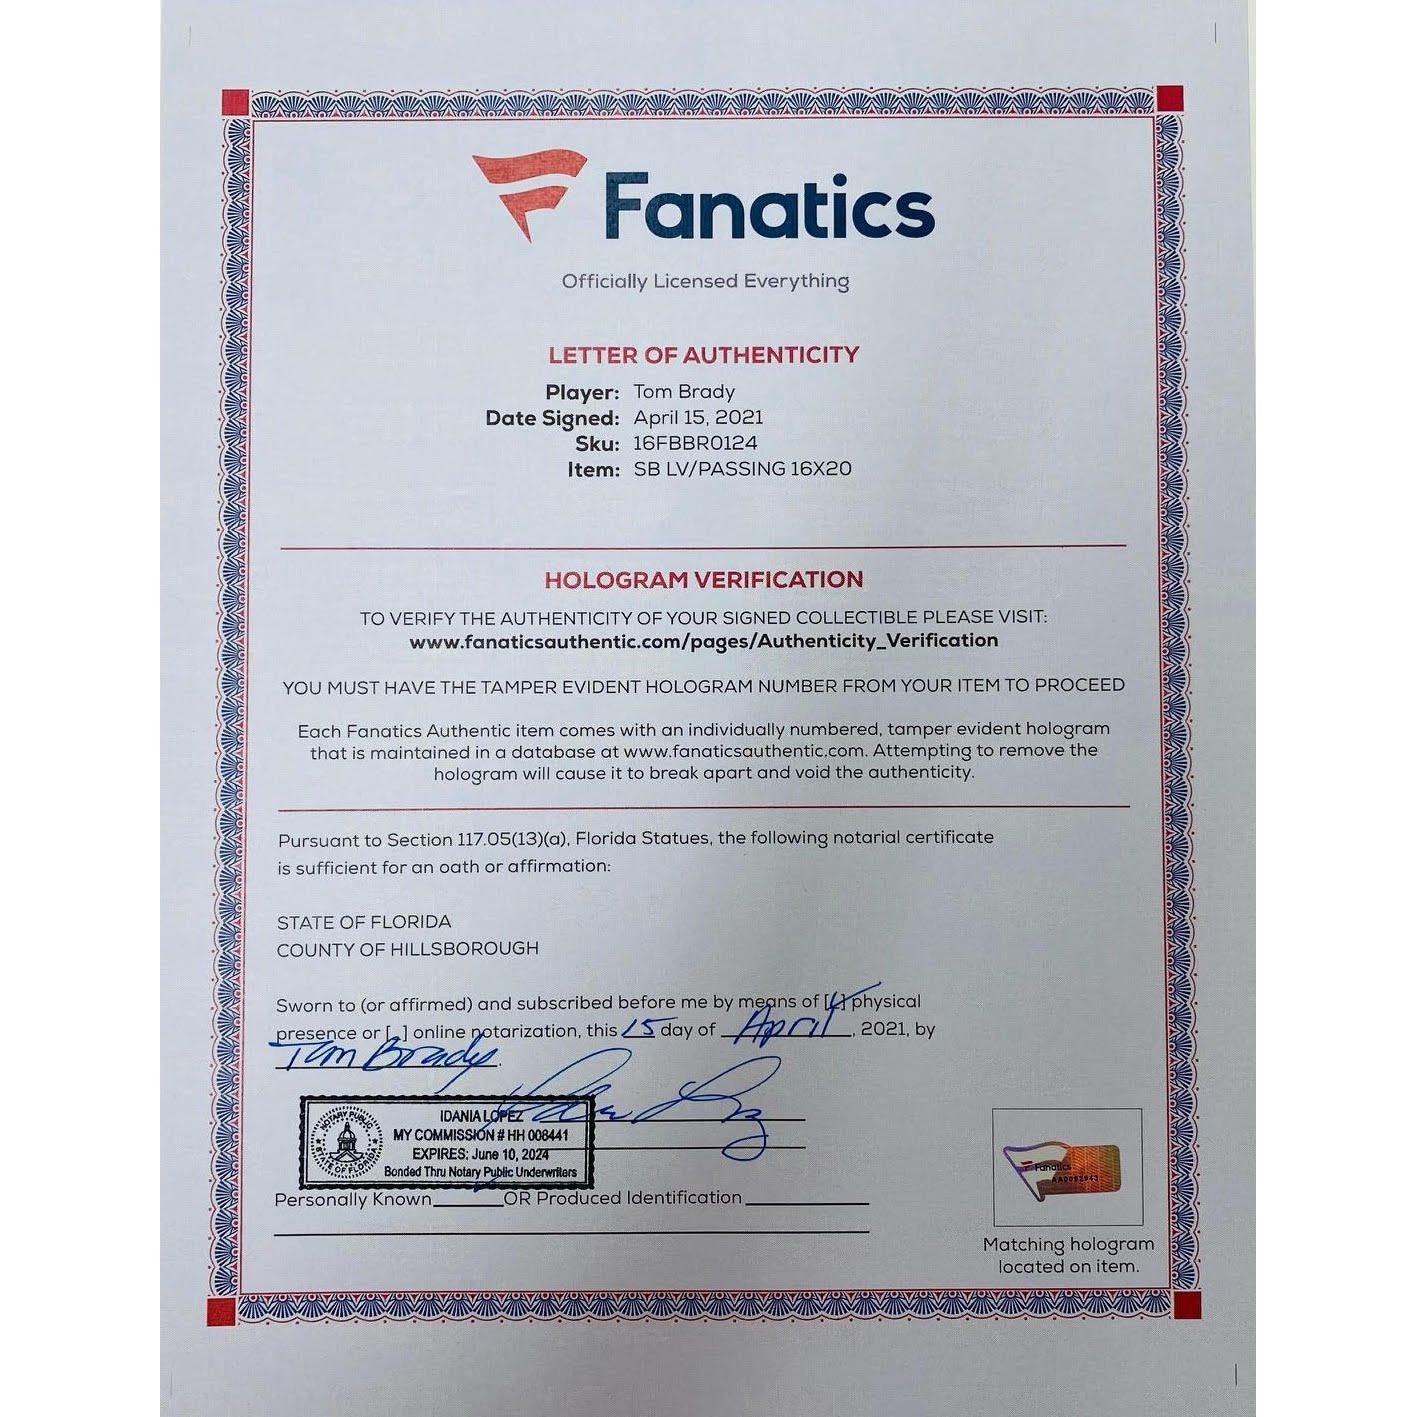 Fanatics
Officially Licensed Everything
LETTER OF AUTHENTICITY
Player: Tom Brady
Date Signed: April 15, 2021
Sku: 16FBBR0124
Item: SB LV/PASSING 16X20
HOLOGRAM VERIFICATION
TO VERIFY THE AUTHENTICITY OF YOUR SIGNED COLLECTIBLE PLEASE VISIT:
www.fanaticsauthentic.com/pages/Authenticity_Verification
YOU MUST HAVE THE TAMPER EVIDENT HOLOGRAM NUMBER FROM YOUR ITEM TO PROCEED
Each Fanatics Authentic item comes with an individually numbered, tamper evident hologram
that is maintained in a database at www.fanaticsauthentic.com. Attempting to remove the
hologram will cause it to break apart and void the authenticity.
Pursuant to Section 117.05(13)(a), Florida Statues, the following notarial certificate
is sufficient for an oath or affirmation:
STATE OF FLORIDA
COUNTY OF HILLSBOROUGH
Sworn to (or affirmed) and subscribed before me by means of [✓] physical
presence or [_] online notarization, this 15 day of April, 2021, by
Tom Brady.
NOTARY PUBLIC
STATE OF FLORIDA
IDANIA LOPEZ
MY COMMISSION # HH 008441
EXPIRES: June 10, 2024
Bonded Thru Notary Public Underwriters
Personally Known______OR Produced Identification__________
Fanatics
Matching hologram
located on item.